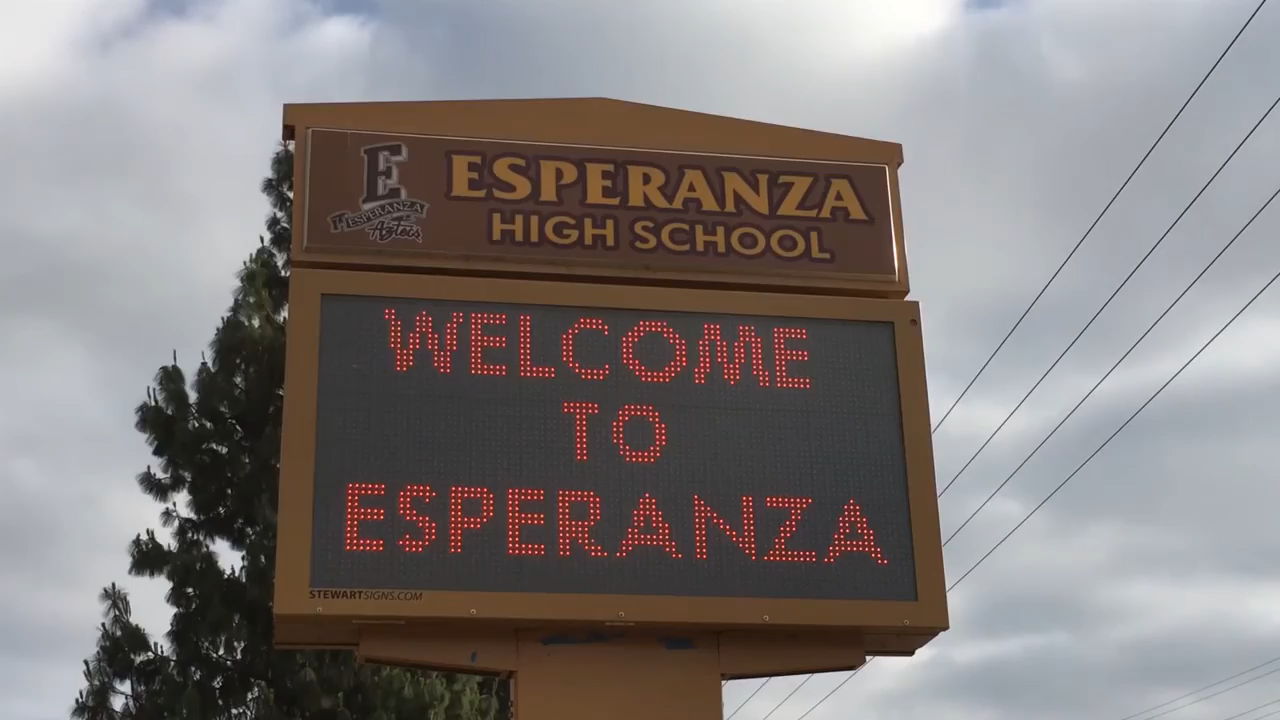 E
ESPERANZA
Aztecs
ESPERANZA
HIGH SCHOOL
WELCOME
TO
ESPERANZA
STEWARTSIGNS.COM